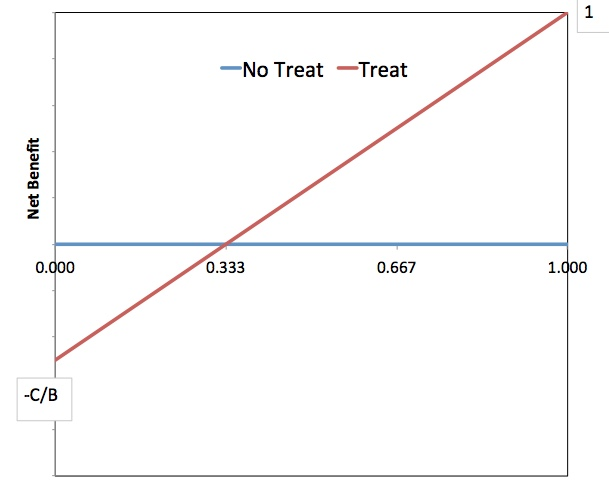 1
No Treat Treat
Net Benefit
0.000 0.333 0.667 1.000
-C/B